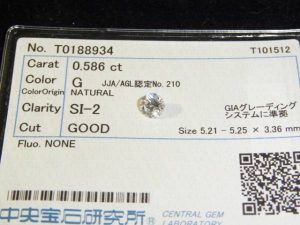 No. T0188934 T101512
Carat 0.586 ct
Color G JJA/AGL認定No.210
ColorOrigin NATURAL
Clarity SI-2 GIAグレーディング
システムに準拠
Cut GOOD Size 5.21 - 5.25 × 3.36 mm
Fluo. NONE
中央宝石研究所® CENTRAL GEM
LABORATORY